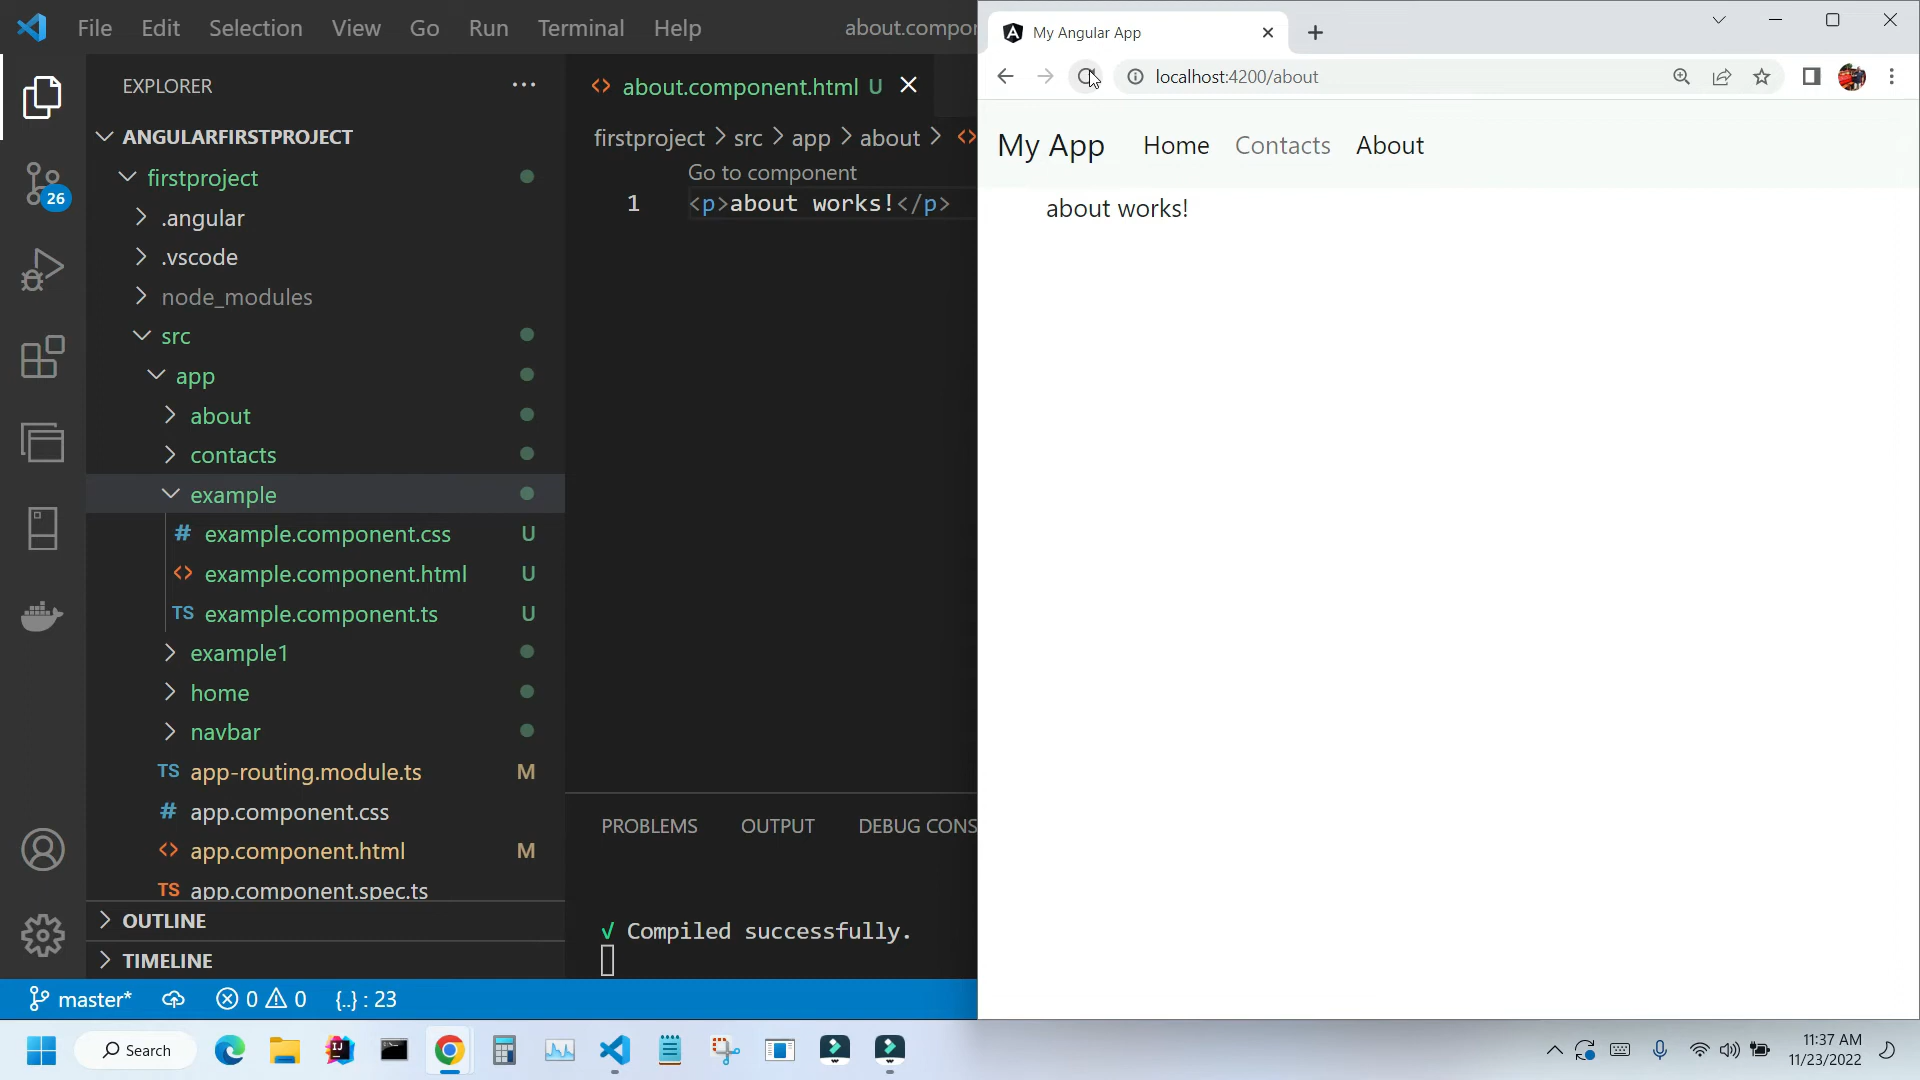 File Edit Selection View Go Run Terminal Help about.compon
EXPLORER
ANGULARFIRSTPROJECT
firstproject
.angular
.vscode
node_modules
src
app
about
contacts
example
example.component.css U
example.component.html U
example.component.ts U
example1
home
navbar
TS app-routing.module.ts M
# app.component.css
<> app.component.html M
TS app.component.spec.ts
OUTLINE
TIMELINE
26
about.component.html U
firstproject > src > app > about >
Go to component
1 <p>about works!</p>
PROBLEMS OUTPUT DEBUG CONS
√ Compiled successfully.
master* 0 0 {..} : 23
My Angular App
localhost:4200/about
My App Home Contacts About
about works!
Search
11:37 AM
11/23/2022